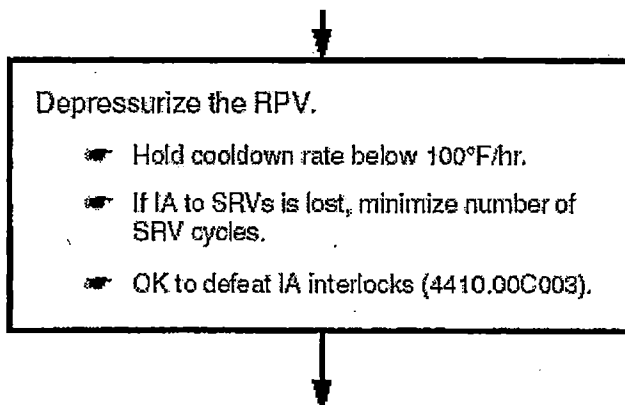 Depressurize the RPV.
☛ Hold cooldown rate below 100°F/hr.
☛ If IA to SRVs is lost, minimize number of
SRV cycles.
☛ OK to defeat IA interlocks (4410.00C003).